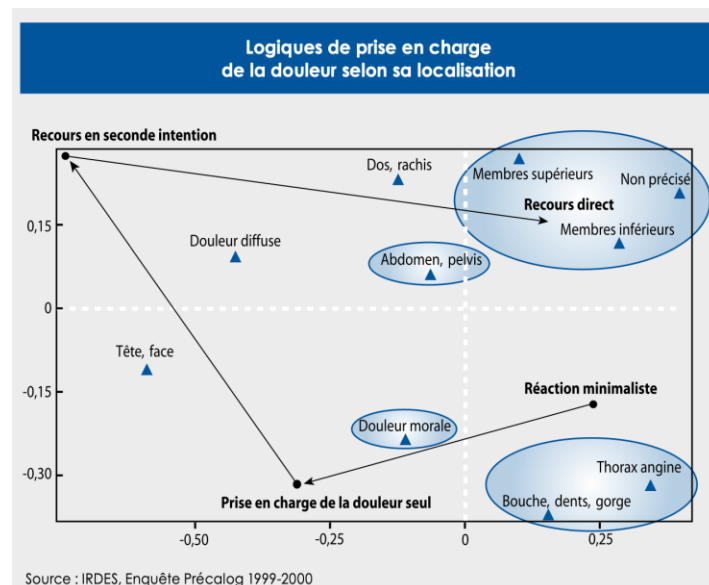 Logiques de prise en charge
de la douleur selon sa localisation
Recours en seconde intention
Dos, rachis
Membres supérieurs
Non précisé
Recours direct
0,15
Douleur diffuse
Membres inférieurs
Abdomen, pelvis
0
Tête, face
-0,15
Réaction minimaliste
Douleur morale
-0,30
Thorax angine
Prise en charge de la douleur seul
Bouche, dents, gorge
-0,50
-0,25
0
0,25
Source : IRDES, Enquête Précalog 1999-2000